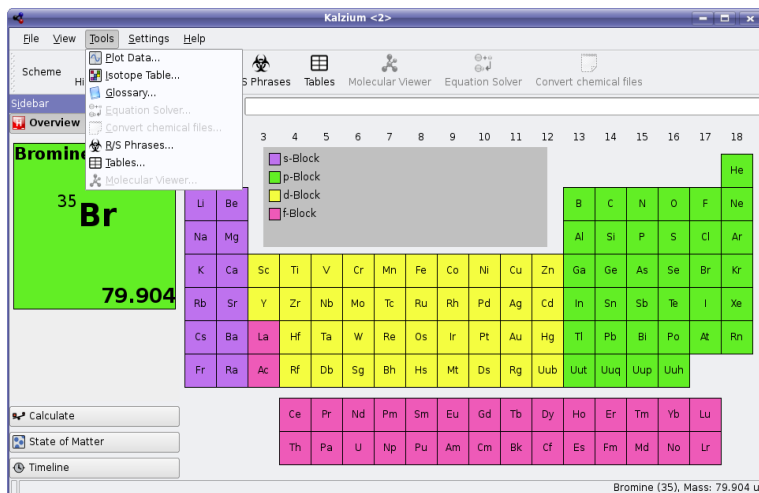 Kalzium <2>
File View Tools Settings Help
Plot Data...
Isotope Table...
Glossary...
Equation Solver...
Convert chemical files...
R/S Phrases...
Tables...
Molecular Viewer...
Scheme
Phrases Tables Molecular Viewer Equation Solver Convert chemical files
Sidebar
Overview
Bromine
35
Br
79.904
3 4 5 6 7 8 9 10 11 12 13 14 15 16 17 18
s-Block
p-Block
d-Block
f-Block
He
Li Be B C N O F Ne
Na Mg Al Si P S Cl Ar
K Ca Sc Ti V Cr Mn Fe Co Ni Cu Zn Ga Ge As Se Br Kr
Rb Sr Y Zr Nb Mo Tc Ru Rh Pd Ag Cd In Sn Sb Te I Xe
Cs Ba La Hf Ta W Re Os Ir Pt Au Hg Tl Pb Bi Po At Rn
Fr Ra Ac Rf Db Sg Bh Hs Mt Ds Rg Uub Uut Uuq Uup Uuh
Ce Pr Nd Pm Sm Eu Gd Tb Dy Ho Er Tm Yb Lu
Th Pa U Np Pu Am Cm Bk Cf Es Fm Md No Lr
Calculate
State of Matter
Timeline
Bromine (35), Mass: 79.904 u